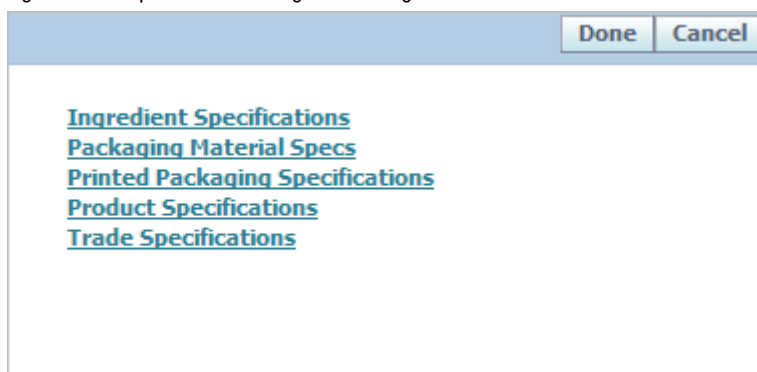 Done Cancel
Ingredient Specifications
Packaging Material Specs
Printed Packaging Specifications
Product Specifications
Trade Specifications